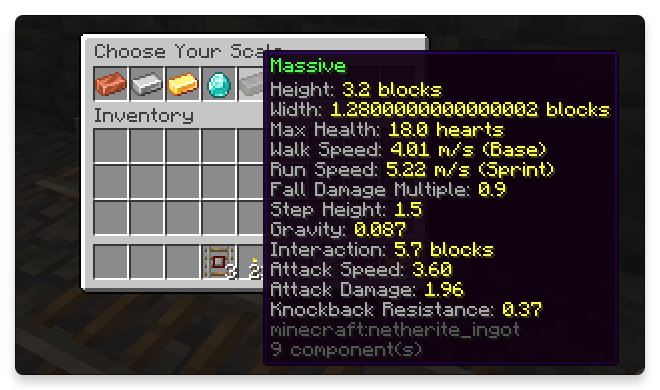 Choose Your Scale
Massive
Height: 3.2 blocks
Width: 1.2800000000000002 blocks
Max Health: 18.0 hearts
Walk Speed: 4.01 m/s (Base)
Run Speed: 5.22 m/s (Sprint)
Fall Damage Multiple: 0.9
Step Height: 1.5
Gravity: 0.087
Interaction: 5.7 blocks
Attack Speed: 3.60
Attack Damage: 1.96
Knockback Resistance: 0.37
minecraft:netherite_ingot
9 component(s)
Inventory
3
2